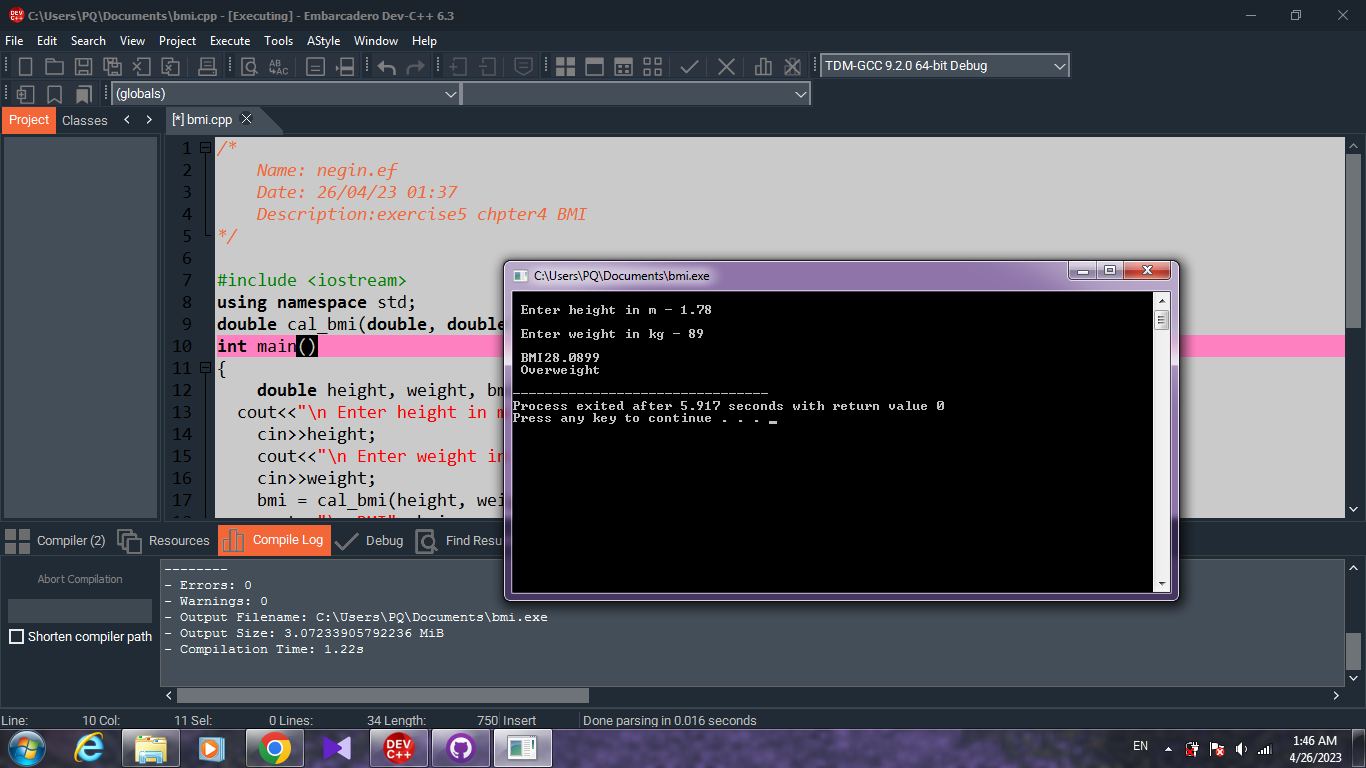 C:\Users\PQ\Documents\bmi.cpp - [Executing] - Embarcadero Dev-C++ 6.3
File Edit Search View Project Execute Tools AStyle Window Help
TDM-GCC 9.2.0 64-bit Debug
(globals)
Project Classes [*] bmi.cpp
1 /*
2 Name: negin.ef
3 Date: 26/04/23 01:37
4 Description:exercise5 chpter4 BMI
5 */
6
7 #include <iostream>
8 using namespace std;
9 double cal_bmi(double, double
10 int main()
11 {
12 double height, weight, bm
13 cout<<"\n Enter height in m
14 cin>>height;
15 cout<<"\n Enter weight in
16 cin>>weight;
17 bmi = cal_bmi(height, wei
C:\Users\PQ\Documents\bmi.exe
Enter height in m - 1.78
Enter weight in kg - 89
BMI28.0899
Overweight
--------------------------------
Process exited after 5.917 seconds with return value 0
Press any key to continue . . .
Compiler (2) Resources Compile Log Debug Find Resu
Abort Compilation
Shorten compiler path
--------
- Errors: 0
- Warnings: 0
- Output Filename: C:\Users\PQ\Documents\bmi.exe
- Output Size: 3.07233905792236 MiB
- Compilation Time: 1.22s
Line: 10 Col: 11 Sel: 0 Lines: 34 Length: 750 Insert Done parsing in 0.016 seconds
DEV C++
EN
1:46 AM
4/26/2023